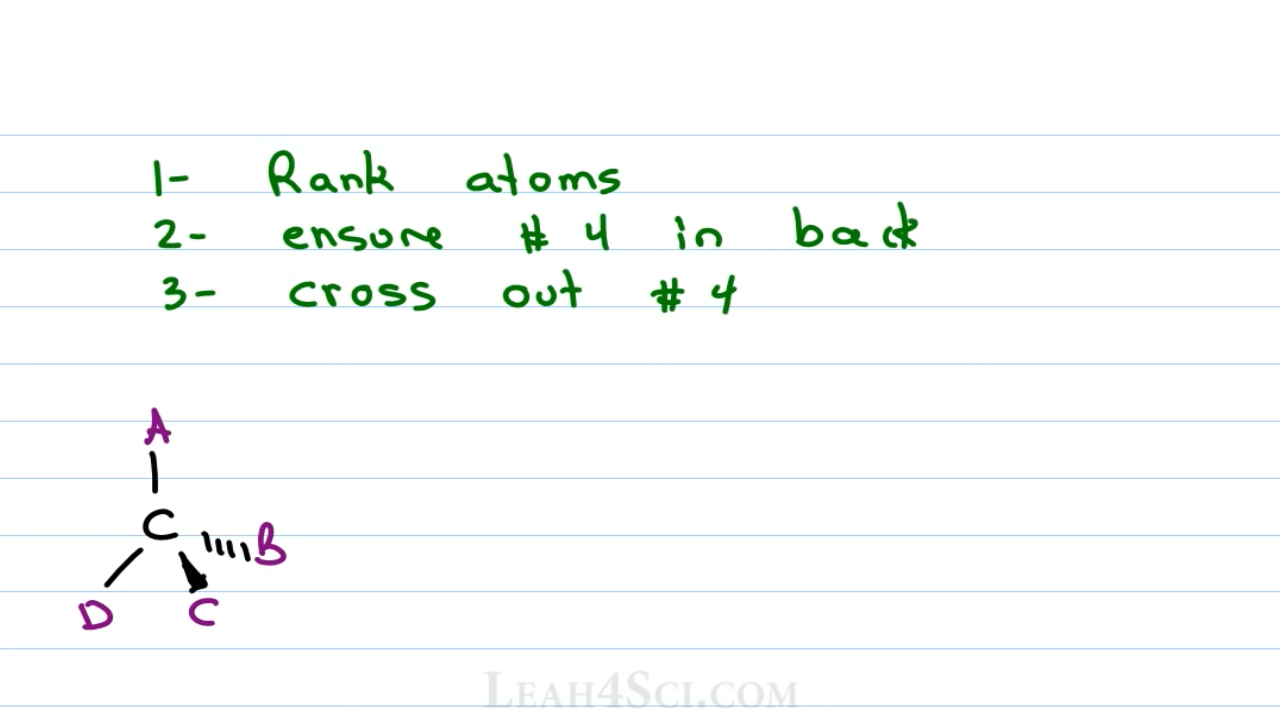 1- Rank atoms
2- ensure # 4 in back
3- cross out # 4
A
C
B
D C
LEAH4SCI.COM